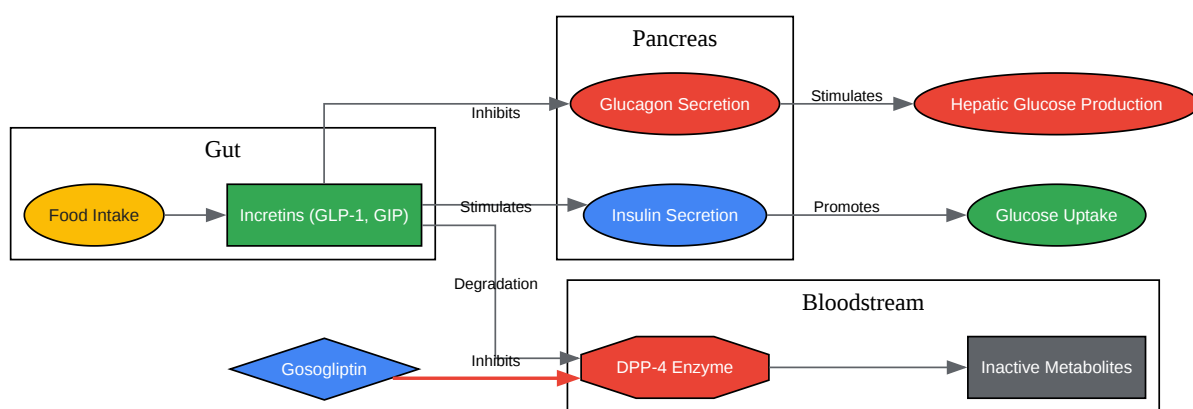 Pancreas
Glucagon Secretion
Stimulates
Hepatic Glucose Production
Inhibits
Gut
Food Intake
Incretins (GLP-1, GIP)
Stimulates
Insulin Secretion
Promotes
Glucose Uptake
Degradation
Bloodstream
Gosogliptin
Inhibits
DPP-4 Enzyme
Inactive Metabolites